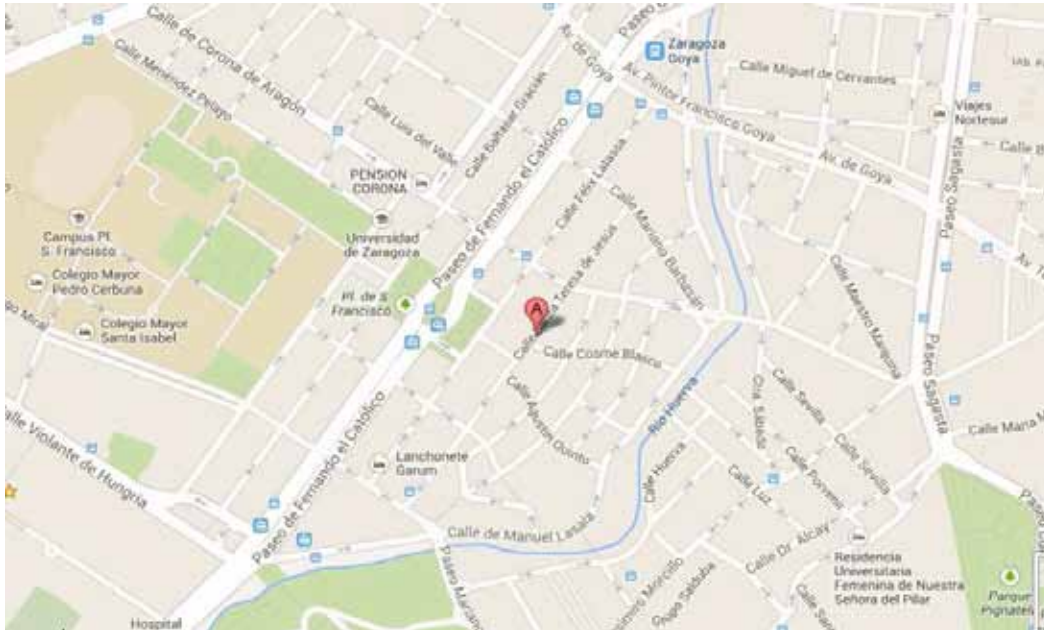 Calle de Corona de Aragón
Calle Menéndez Pelayo
Calle Luis del Valle
Calle Baltasar Gracián
Av. de Goya
Zaragoza
Goya
Calle Miguel de Cervantes
Av. Pintor Francisco Goya
Viajes
Nortesur
Av. de Goya
Calle B
Paseo Sagasta
PENSION
CORONA
Paseo de Fernando el Católico
Calle Félix Latassa
Calle Mariano Barbasán
Universidad
de Zaragoza
Campus Pl.
S. Francisco
Colegio Mayor
Pedro Cerbuna
Colegio Mayor
Santa Isabel
Pl. de S.
Francisco
Teresa de Jesús
A
Calle Cosme Blasco
Calle Maestro Marquina
Paseo Sagasta
Calle Agustín Quinto
Río Huerva
Calle Sevilla
Calle Sevilla
Calle Maria M
Calle Violante de Hungría
Paseo de Fernando el Católico
Lanchonete
Garum
Calle Huerva
Calle Luz
Calle Porvenir
Calle de Manuel Lasala
Calle Dr. Alcay
Residencia
Universitaria
Femenina de Nuestra
Señora del Pilar
Parque
Hospital